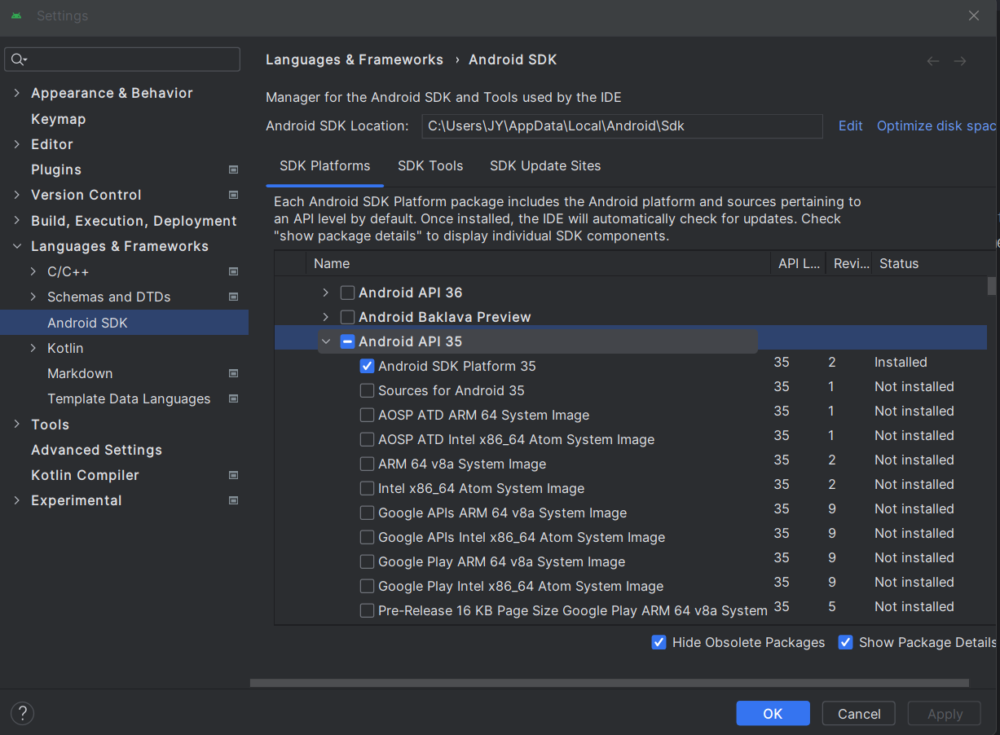 Settings
Languages & Frameworks › Android SDK
Appearance & Behavior
Keymap
Editor
Plugins
Version Control
Build, Execution, Deployment
Languages & Frameworks
C/C++
Schemas and DTDs
Android SDK
Kotlin
Markdown
Template Data Languages
Tools
Advanced Settings
Kotlin Compiler
Experimental
Manager for the Android SDK and Tools used by the IDE
Android SDK Location: C:\Users\JY\AppData\Local\Android\Sdk Edit Optimize disk spac
SDK Platforms SDK Tools SDK Update Sites
Each Android SDK Platform package includes the Android platform and sources pertaining to
an API level by default. Once installed, the IDE will automatically check for updates. Check
"show package details" to display individual SDK components.
Name API L... Revi... Status
Android API 36
Android Baklava Preview
Android API 35
Android SDK Platform 35 35 2 Installed
Sources for Android 35 35 1 Not installed
AOSP ATD ARM 64 System Image 35 1 Not installed
AOSP ATD Intel x86_64 Atom System Image 35 1 Not installed
ARM 64 v8a System Image 35 2 Not installed
Intel x86_64 Atom System Image 35 2 Not installed
Google APIs ARM 64 v8a System Image 35 9 Not installed
Google APIs Intel x86_64 Atom System Image 35 9 Not installed
Google Play ARM 64 v8a System Image 35 9 Not installed
Google Play Intel x86_64 Atom System Image 35 9 Not installed
Pre-Release 16 KB Page Size Google Play ARM 64 v8a System 35 5 Not installed
Hide Obsolete Packages Show Package Details
? OK Cancel Apply